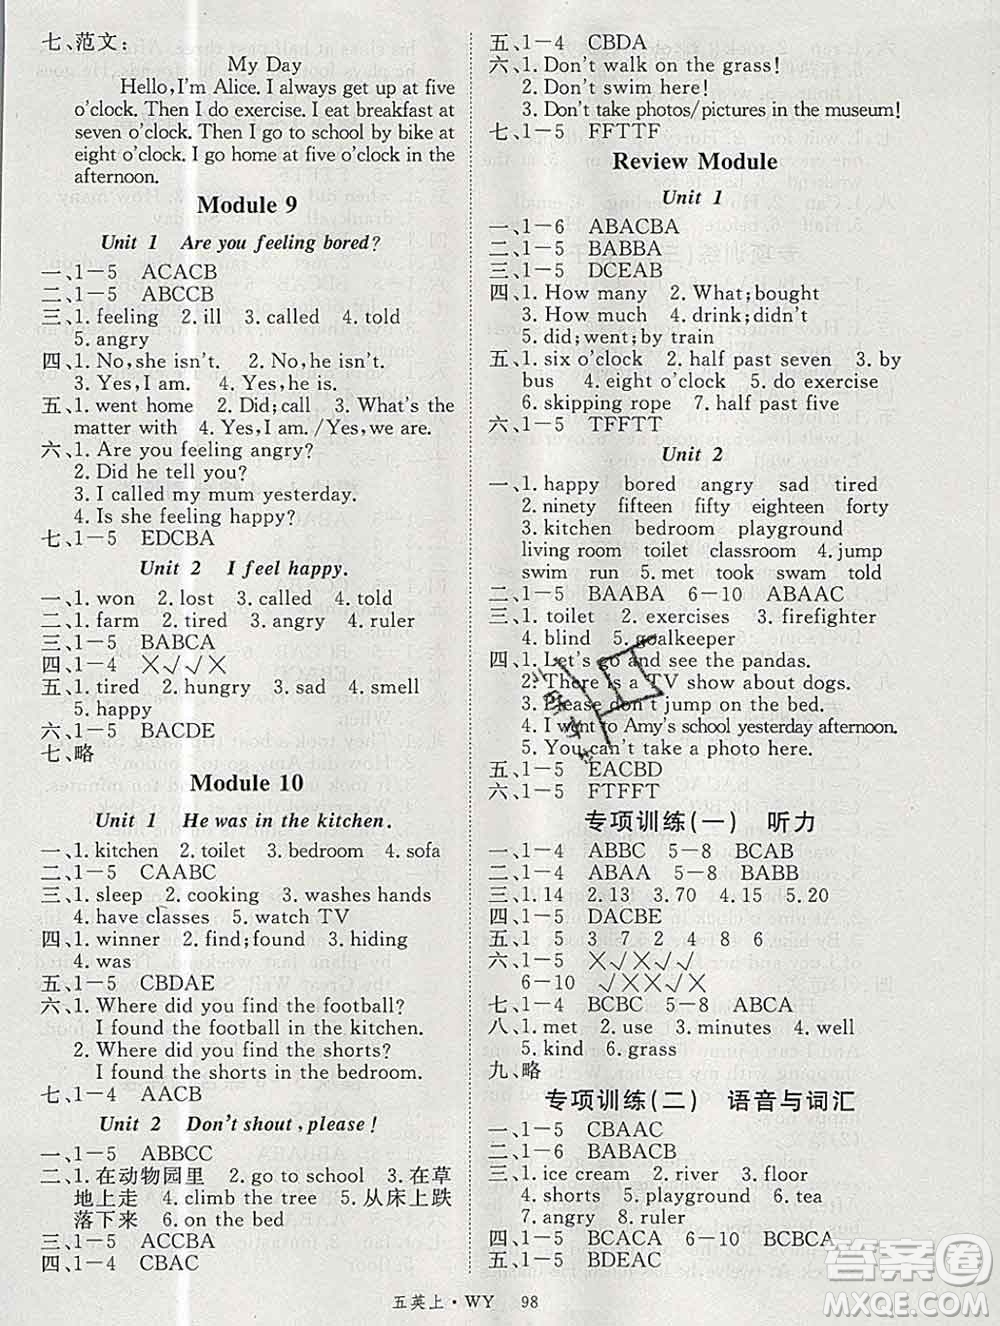 七、范文:
My Day
Hello,I'm Alice. I always get up at five
o'clock. Then I do exercise. I eat breakfast at
seven o'clock. Then I go to school by bike at
eight o'clock. I go home at five o'clock in the
afternoon.
Module 9
Unit 1 Are you feeling bored?
一、1-5 ACACB
二、1-5 ABCCB
三、1. feeling 2. ill 3. called 4. told
5. angry
四、1. No,she isn't. 2. No,he isn't.
3. Yes,I am. 4. Yes,he is.
五、1. went home 2. Did;call 3. What's the
matter with 4. Yes,I am. /Yes,we are.
六、1. Are you feeling angry?
2. Did he tell you?
3. I called my mum yesterday.
4. Is she feeling happy?
七、1-5 EDCBA
Unit 2 I feel happy.
一、1. won 2. lost 3. called 4. told
二、1. farm 2. tired 3. angry 4. ruler
三、1-5 BABCA
四、1-4 ×√√×
五、1. tired 2. hungry 3. sad 4. smell
5. happy
六、1-5 BACDE
七、略
Module 10
Unit 1 He was in the kitchen.
一、1. kitchen 2. toilet 3. bedroom 4. sofa
二、1-5 CAABC
三、1. sleep 2. cooking 3. washes hands
4. have classes 5. watch TV
四、1. winner 2. find;found 3. hiding
4. was
五、1-5 CBDAE
六、1. Where did you find the football?
I found the football in the kitchen.
2. Where did you find the shorts?
I found the shorts in the bedroom.
七、1-4 AACB
Unit 2 Don't shout,please!
一、1-5 ABBCC
二、1. 在动物园里 2. go to school 3. 在草
地上走 4. climb the tree 5. 从床上跌
落下来 6. on the bed
三、1-5 ACCBA
四、1-4 CBAC
五、1-4 CBDA
六、1. Don't walk on the grass!
2. Don't swim here!
3. Don't take photos/pictures in the museum!
七、1-5 FFTTF
Review Module
Unit 1
一、1-6 ABACBA
二、1-5 BABBA
三、1-5 DCEAB
四、1. How many 2. What;bought
3. How much 4. drink;didn't
5. did;went;by train
五、1. six o'clock 2. half past seven 3. by
bus 4. eight o'clock 5. do exercise
6. skipping rope 7. half past five
六、1-5 TFFTT
Unit 2
一、1. happy bored angry sad tired
2. ninety fifteen fifty eighteen forty
3. kitchen bedroom playground
living room toilet classroom 4. jump
swim run 5. met took swam told
二、1-5 BAABA 6-10 ABAAC
三、1. toilet 2. exercises 3. firefighter
4. blind 5. goalkeeper
四、1. Let's go and see the pandas.
2. There is a TV show about dogs.
3. Please don't jump on the bed.
4. I went to Amy's school yesterday afternoon.
5. You can't take a photo here.
五、1-5 EACBD
六、1-5 FTFFT
专项训练(一) 听力
一、1-4 ABBC 5-8 BCAB
二、1-4 ABAA 5-8 BABB
三、1. 14 2. 13 3. 70 4. 15 5. 20
四、1-5 DACBE
五、5 3 7 2 4 1 8 6
六、1-5 ×√×√√
6-10 √××√×
七、1-4 BCBC 5-8 ABCA
八、1. met 2. use 3. minutes 4. well
5. kind 6. grass
九、略
专项训练(二) 语音与词汇
一、1-5 CBAAC
二、1-6 BABACB
三、1. ice cream 2. river 3. floor
4. shorts 5. playground 6. tea
7. angry 8. ruler
四、1-5 BCACA 6-10 BCBCA
五、1-5 BDEAC
五英上·WY 98
答案圈
MXQE.COM